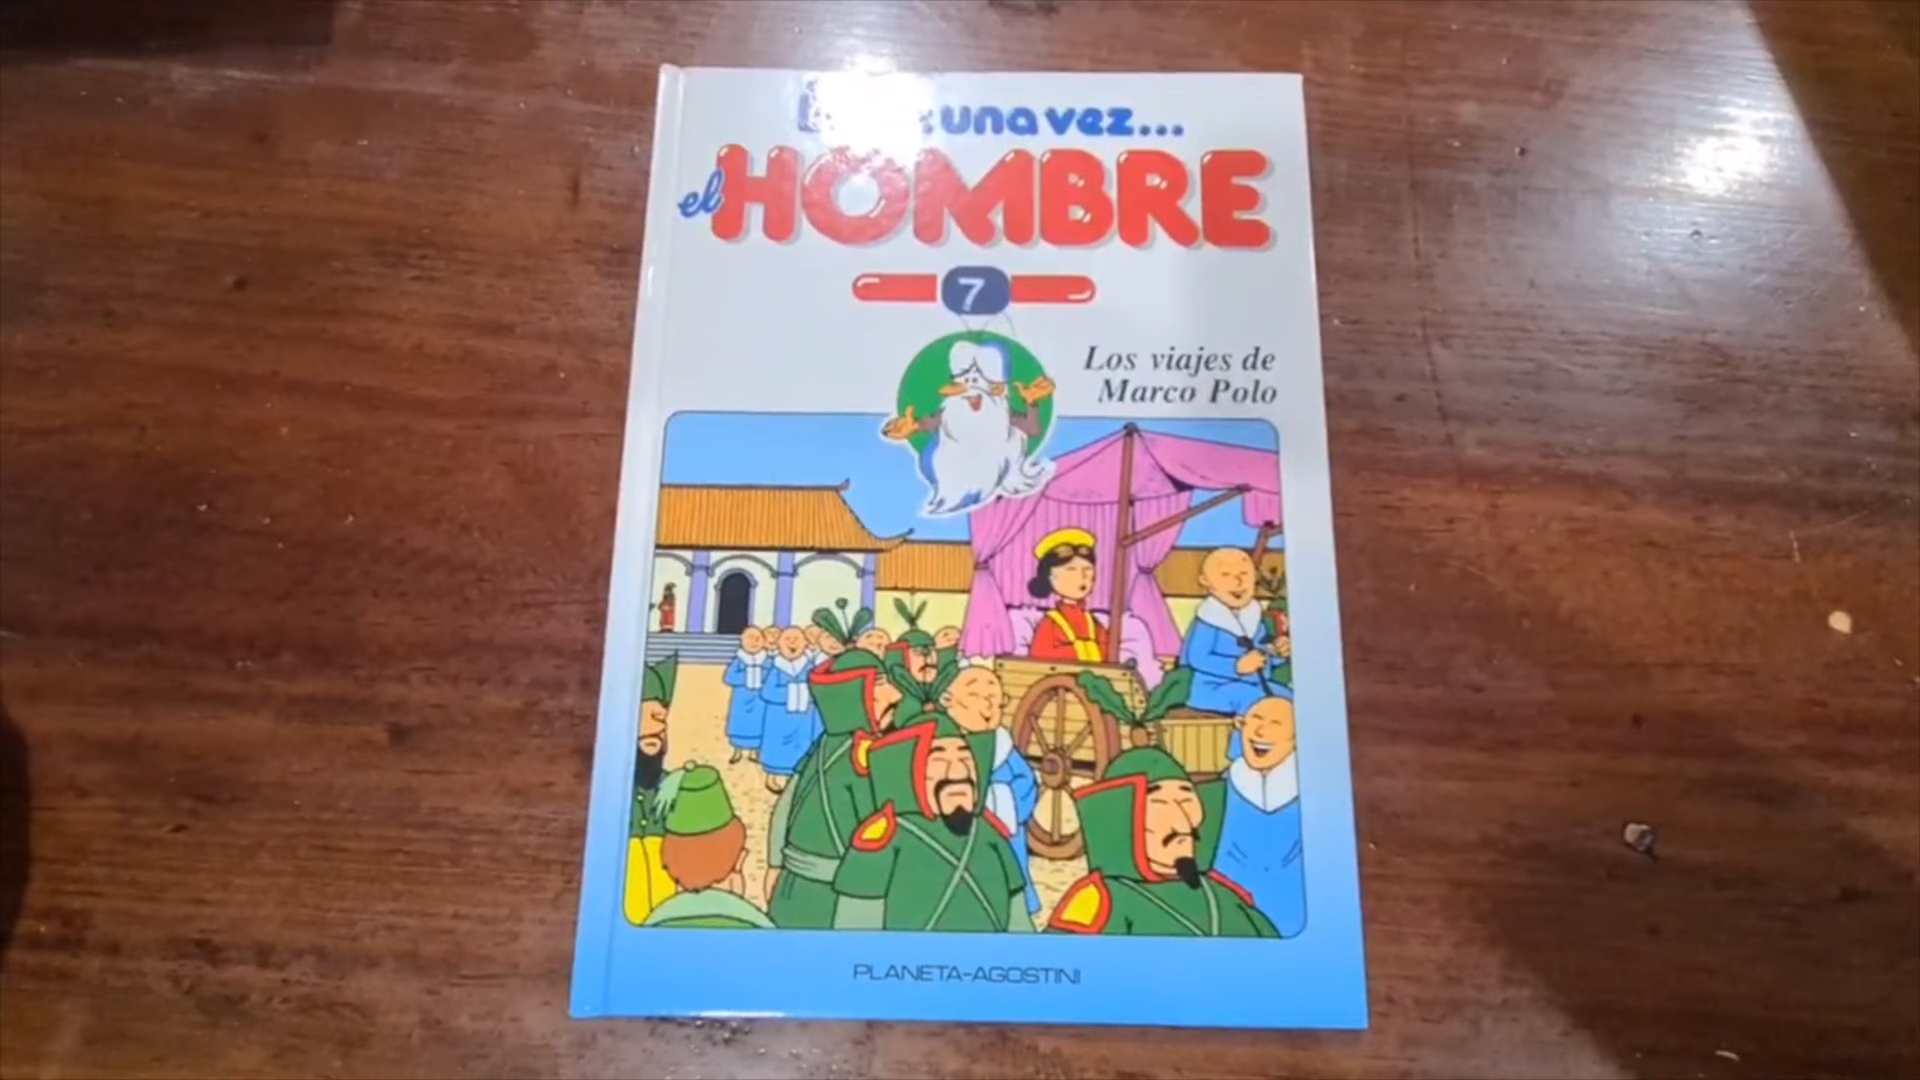 una vez...
el HOMBRE
7
Los viajes de
Marco Polo
PLANETA-AGOSTINI